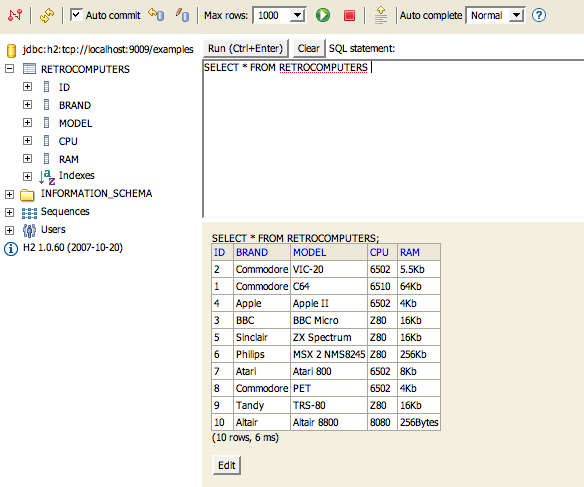 Auto commit Max rows: 1000 Auto complete Normal ?
jdbc:h2:tcp://localhost:9009/examples
RETROCOMPUTERS
ID
BRAND
MODEL
CPU
RAM
Indexes
INFORMATION_SCHEMA
Sequences
Users
H2 1.0.60 (2007-10-20)
Run (Ctrl+Enter) Clear SQL statement:
SELECT * FROM RETROCOMPUTERS
SELECT * FROM RETROCOMPUTERS;
ID BRAND MODEL CPU RAM
2 Commodore VIC-20 6502 5.5Kb
1 Commodore C64 6510 64Kb
4 Apple Apple II 6502 4Kb
3 BBC BBC Micro Z80 16Kb
5 Sinclair ZX Spectrum Z80 16Kb
6 Philips MSX 2 NMS8245 Z80 256Kb
7 Atari Atari 800 6502 8Kb
8 Commodore PET 6502 4Kb
9 Tandy TRS-80 Z80 16Kb
10 Altair Altair 8800 8080 256Bytes
(10 rows, 6 ms)
Edit